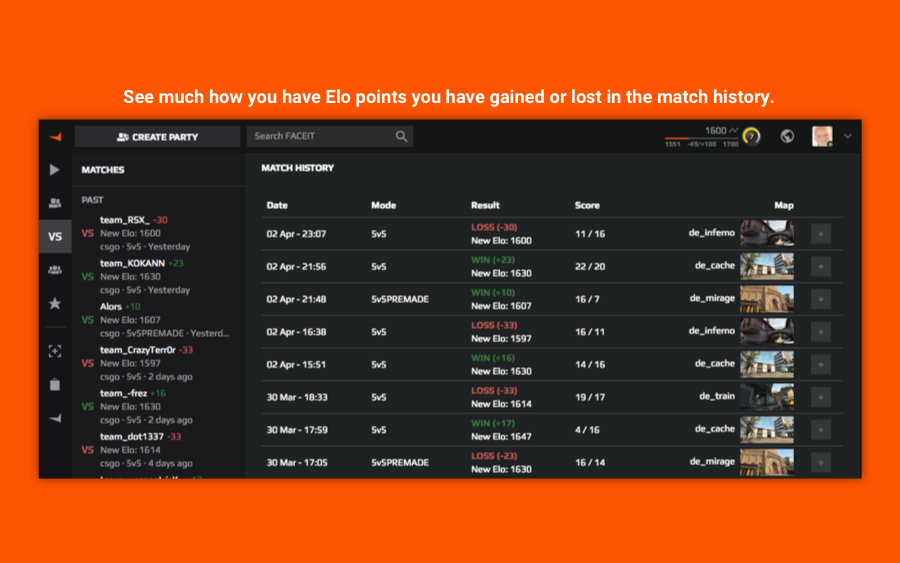 See much how you have Elo points you have gained or lost in the match history.
CREATE PARTY
Search FACEIT
1600
1551 -49/+100 1700
7
MATCHES
PAST
team_RSX_ -30
VS New Elo: 1600
csgo · 5v5 · Yesterday
team_KOKANN +23
VS New Elo: 1630
csgo · 5v5 · Yesterday
Alors +10
VS New Elo: 1607
csgo · 5v5PREMADE · Yesterd...
team_CrazyTerr0r -33
VS New Elo: 1597
csgo · 5v5 · 2 days ago
team_-frez +16
VS New Elo: 1630
csgo · 5v5 · 2 days ago
team_dot1337 -33
VS New Elo: 1614
csgo · 5v5 · 4 days ago
VS
MATCH HISTORY
Date Mode Result Score Map
02 Apr - 23:07 5v5 LOSS (-30) 11 / 16 de_inferno
New Elo: 1600
02 Apr - 21:56 5v5 WIN (+23) 22 / 20 de_cache
New Elo: 1630
02 Apr - 21:48 5v5PREMADE WIN (+10) 16 / 7 de_mirage
New Elo: 1607
02 Apr - 16:38 5v5 LOSS (-33) 16 / 11 de_inferno
New Elo: 1597
02 Apr - 15:51 5v5 WIN (+16) 14 / 16 de_cache
New Elo: 1630
30 Mar - 18:33 5v5 LOSS (-33) 19 / 17 de_train
New Elo: 1614
30 Mar - 17:59 5v5 WIN (+17) 4 / 16 de_cache
New Elo: 1647
30 Mar - 17:05 5v5PREMADE LOSS (-23) 16 / 14 de_mirage
New Elo: 1630